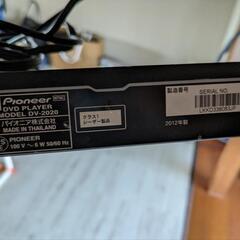 Pioneer
DVD PLAYER
MODEL DV-2020
パイオニア株式会社
MADE IN THAILAND
PIONEER
100 V ~ 6 W 50/60 Hz
クラス1
レーザ製品
製造番号
SERIAL NO.
2012年製